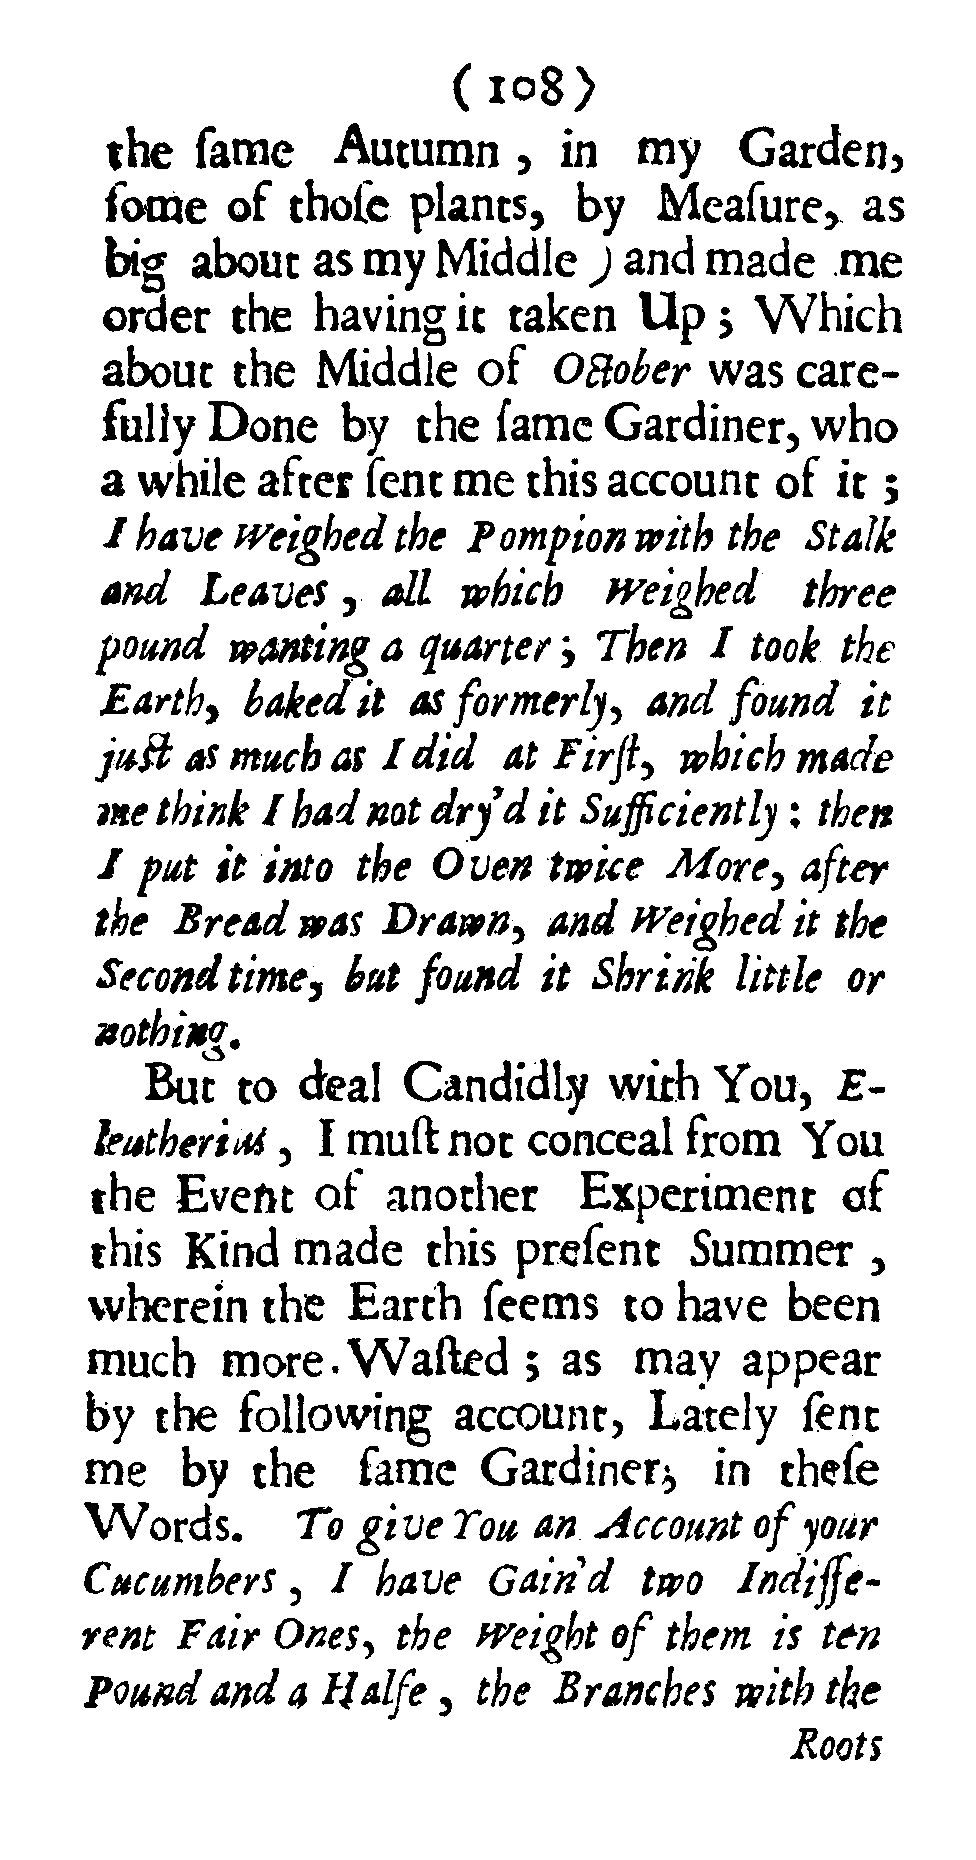 (108)
the ſame Autumn , in my Garden,
ſome of thoſe plants, by Meaſure, as
big about as my Middle ) and made me
order the having it taken Up ; Which
about the Middle of October was care-
fully Done by the ſame Gardiner, who
a while after ſent me this account of it ;
I have Weighed the Pompion with the Stalk
and Leaves , all which Weighed three
pound wanting a quarter ; Then I took the
Earth, baked it as formerly, and found it
juſt as much as I did at Firſt, which made
me think I had not dry'd it Sufficiently : then
I put it into the Oven twice More, after
the Bread was Drawn, and Weighed it the
Second time, but found it Shrink little or
nothing.
But to deal Candidly with You, E-
leutherius , I muſt not conceal from You
the Event of another Experiment of
this Kind made this preſent Summer ,
wherein the Earth ſeems to have been
much more. Waſted ; as may appear
by the following account, Lately ſent
me by the ſame Gardiner; in theſe
Words. To give You an Account of your
Cucumbers , I have Gain'd two Indiffe-
rent Fair Ones, the Weight of them is ten
Pound and a Halfe , the Branches with the
Roots